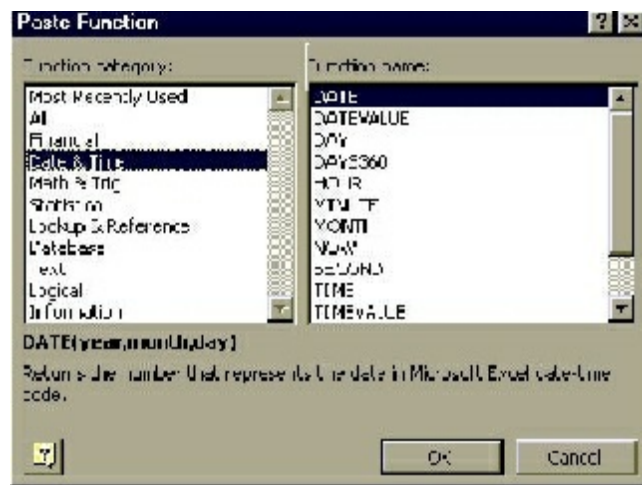 Paste Function
Function category:
Most Recently Used
All
Financial
Date & Time
Math & Trig
Statistical
Lookup & Reference
Database
Text
Logical
Information
Function name:
DATE
DATEVALUE
DAY
DAYS360
HOUR
MINUTE
MONTH
NOW
SECOND
TIME
TIMEVALUE
DATE(year,month,day)
Returns the number that represents the date in Microsoft Excel date-time
code.
OK
Cancel